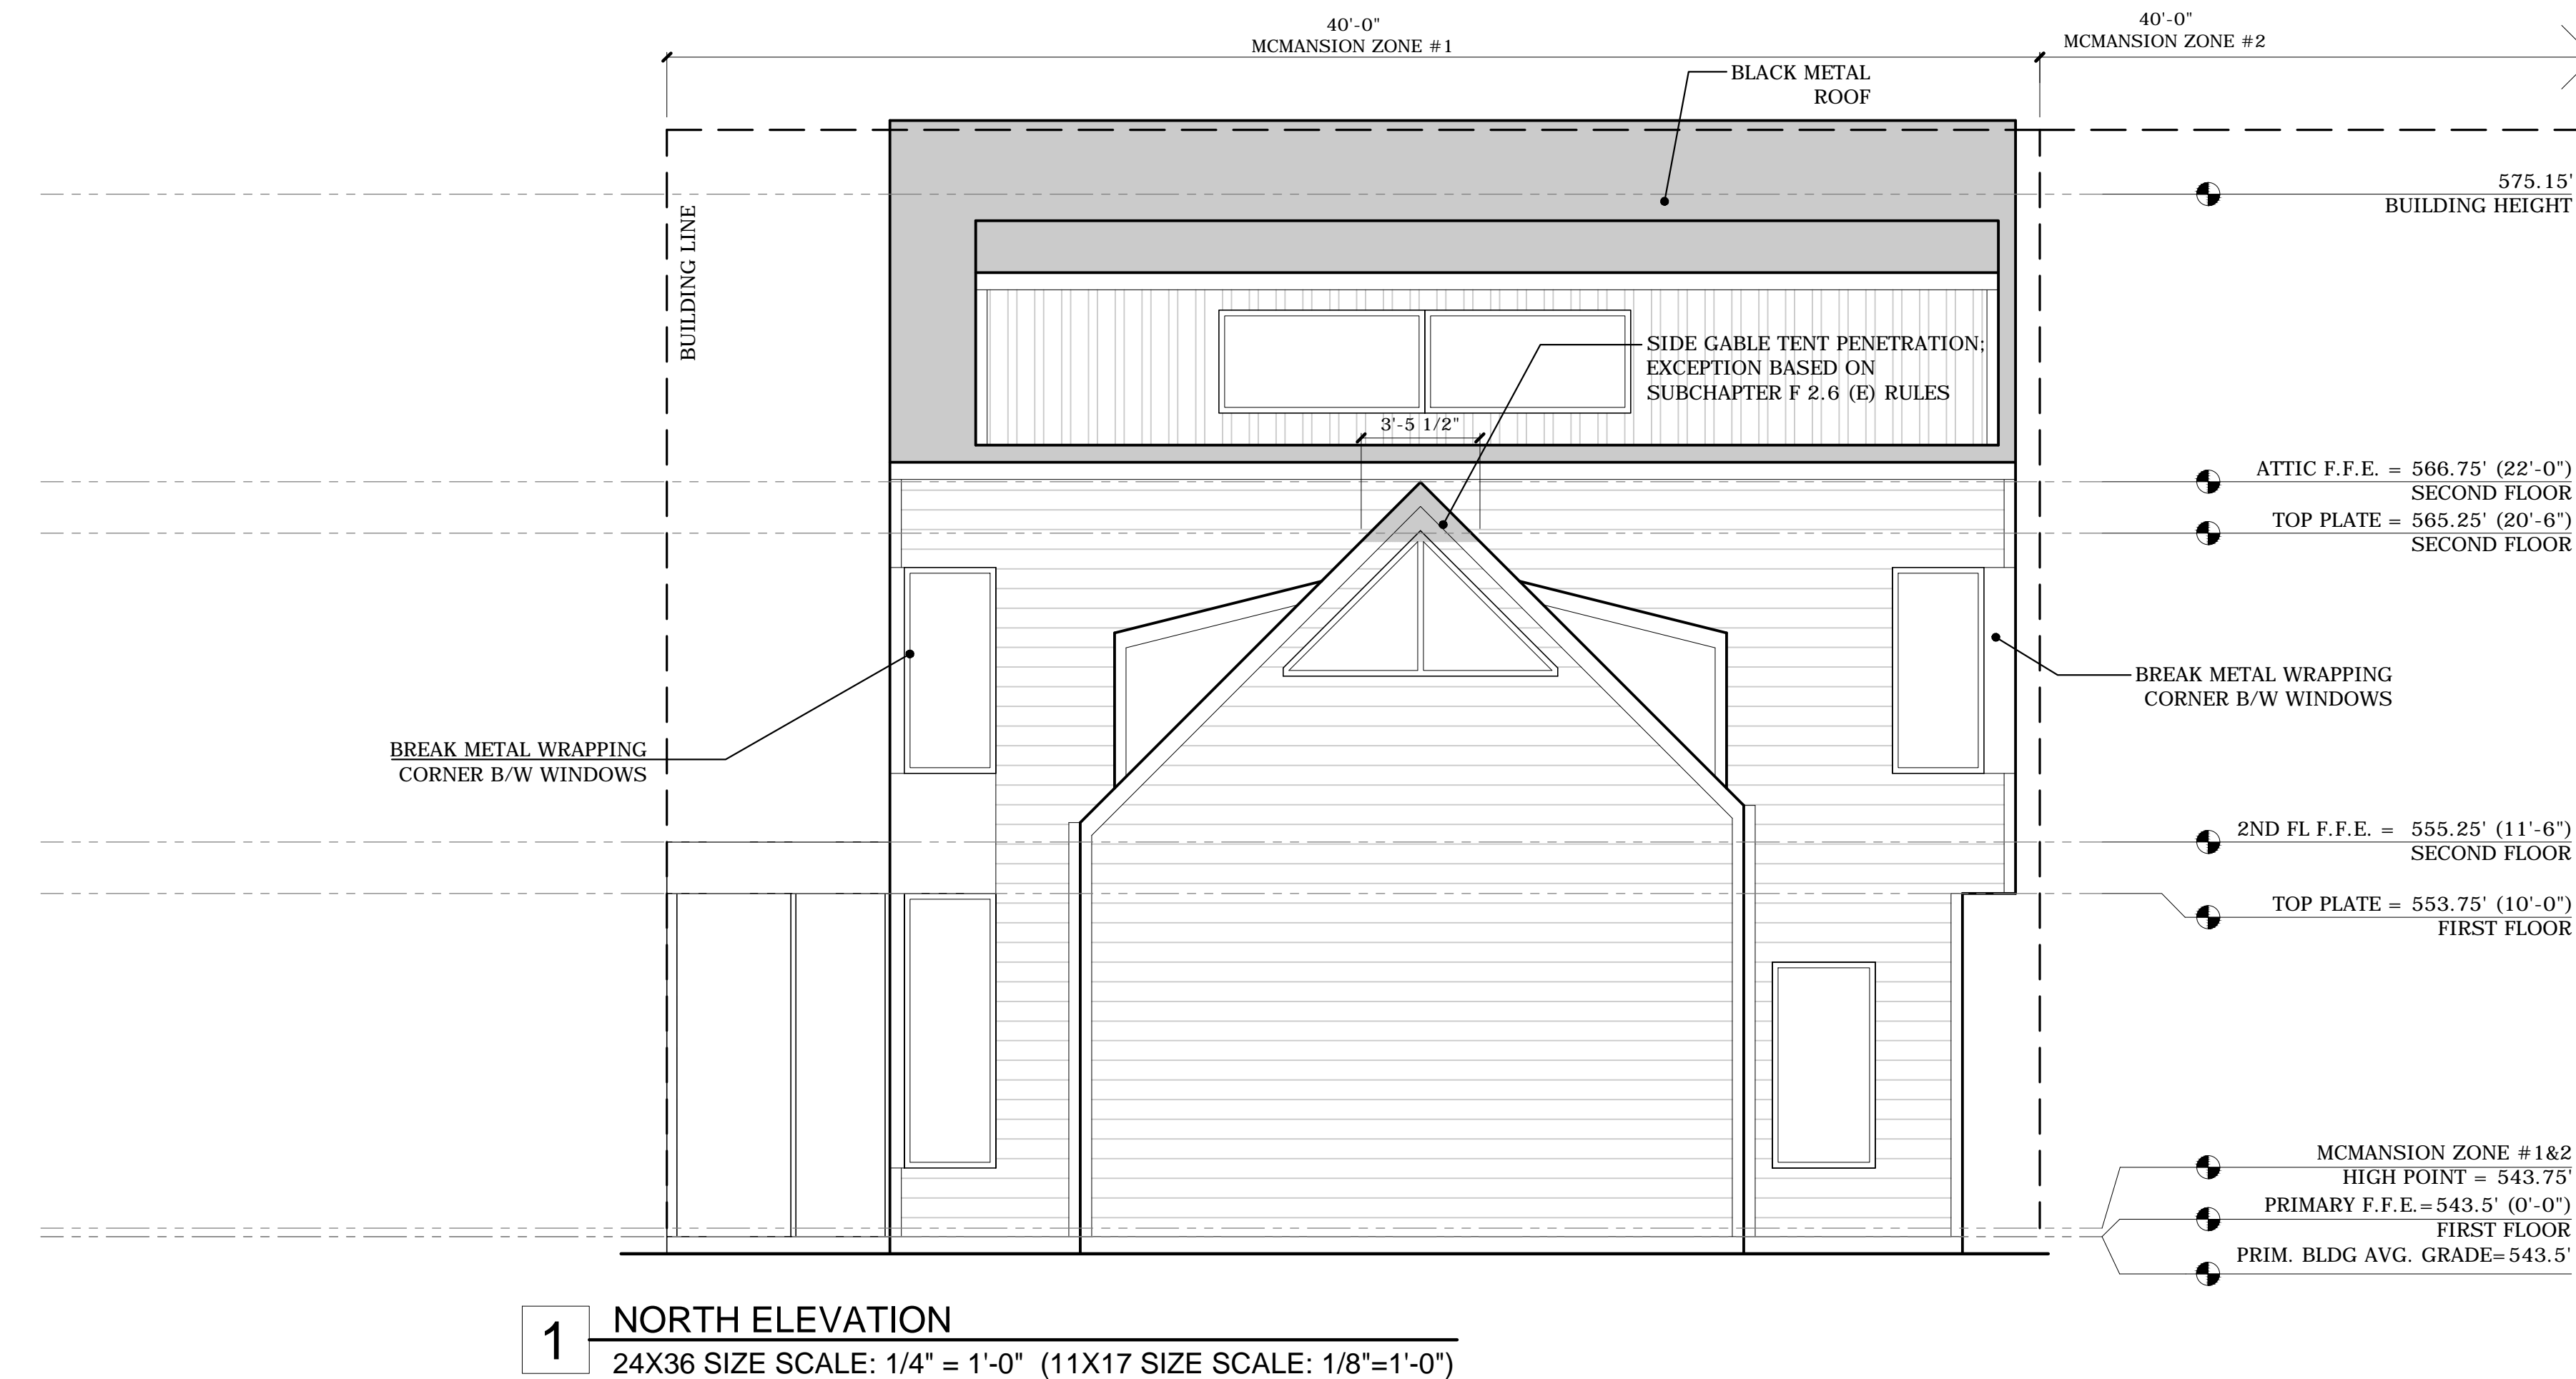 40'-0"
MCMANSION ZONE #1
40'-0"
MCMANSION ZONE #2
BLACK METAL
ROOF
575.15'
BUILDING HEIGHT
BUILDING LINE
SIDE GABLE TENT PENETRATION;
EXCEPTION BASED ON
SUBCHAPTER F 2.6 (E) RULES
3'-5 1/2"
ATTIC F.F.E. = 566.75' (22'-0")
SECOND FLOOR
TOP PLATE = 565.25' (20'-6")
SECOND FLOOR
BREAK METAL WRAPPING
CORNER B/W WINDOWS
BREAK METAL WRAPPING
CORNER B/W WINDOWS
2ND FL F.F.E. = 555.25' (11'-6")
SECOND FLOOR
TOP PLATE = 553.75' (10'-0")
FIRST FLOOR
MCMANSION ZONE #1&2
HIGH POINT = 543.75'
PRIMARY F.F.E.=543.5' (0'-0")
FIRST FLOOR
PRIM. BLDG AVG. GRADE=543.5'
1
NORTH ELEVATION
24X36 SIZE SCALE: 1/4" = 1'-0" (11X17 SIZE SCALE: 1/8"=1'-0")